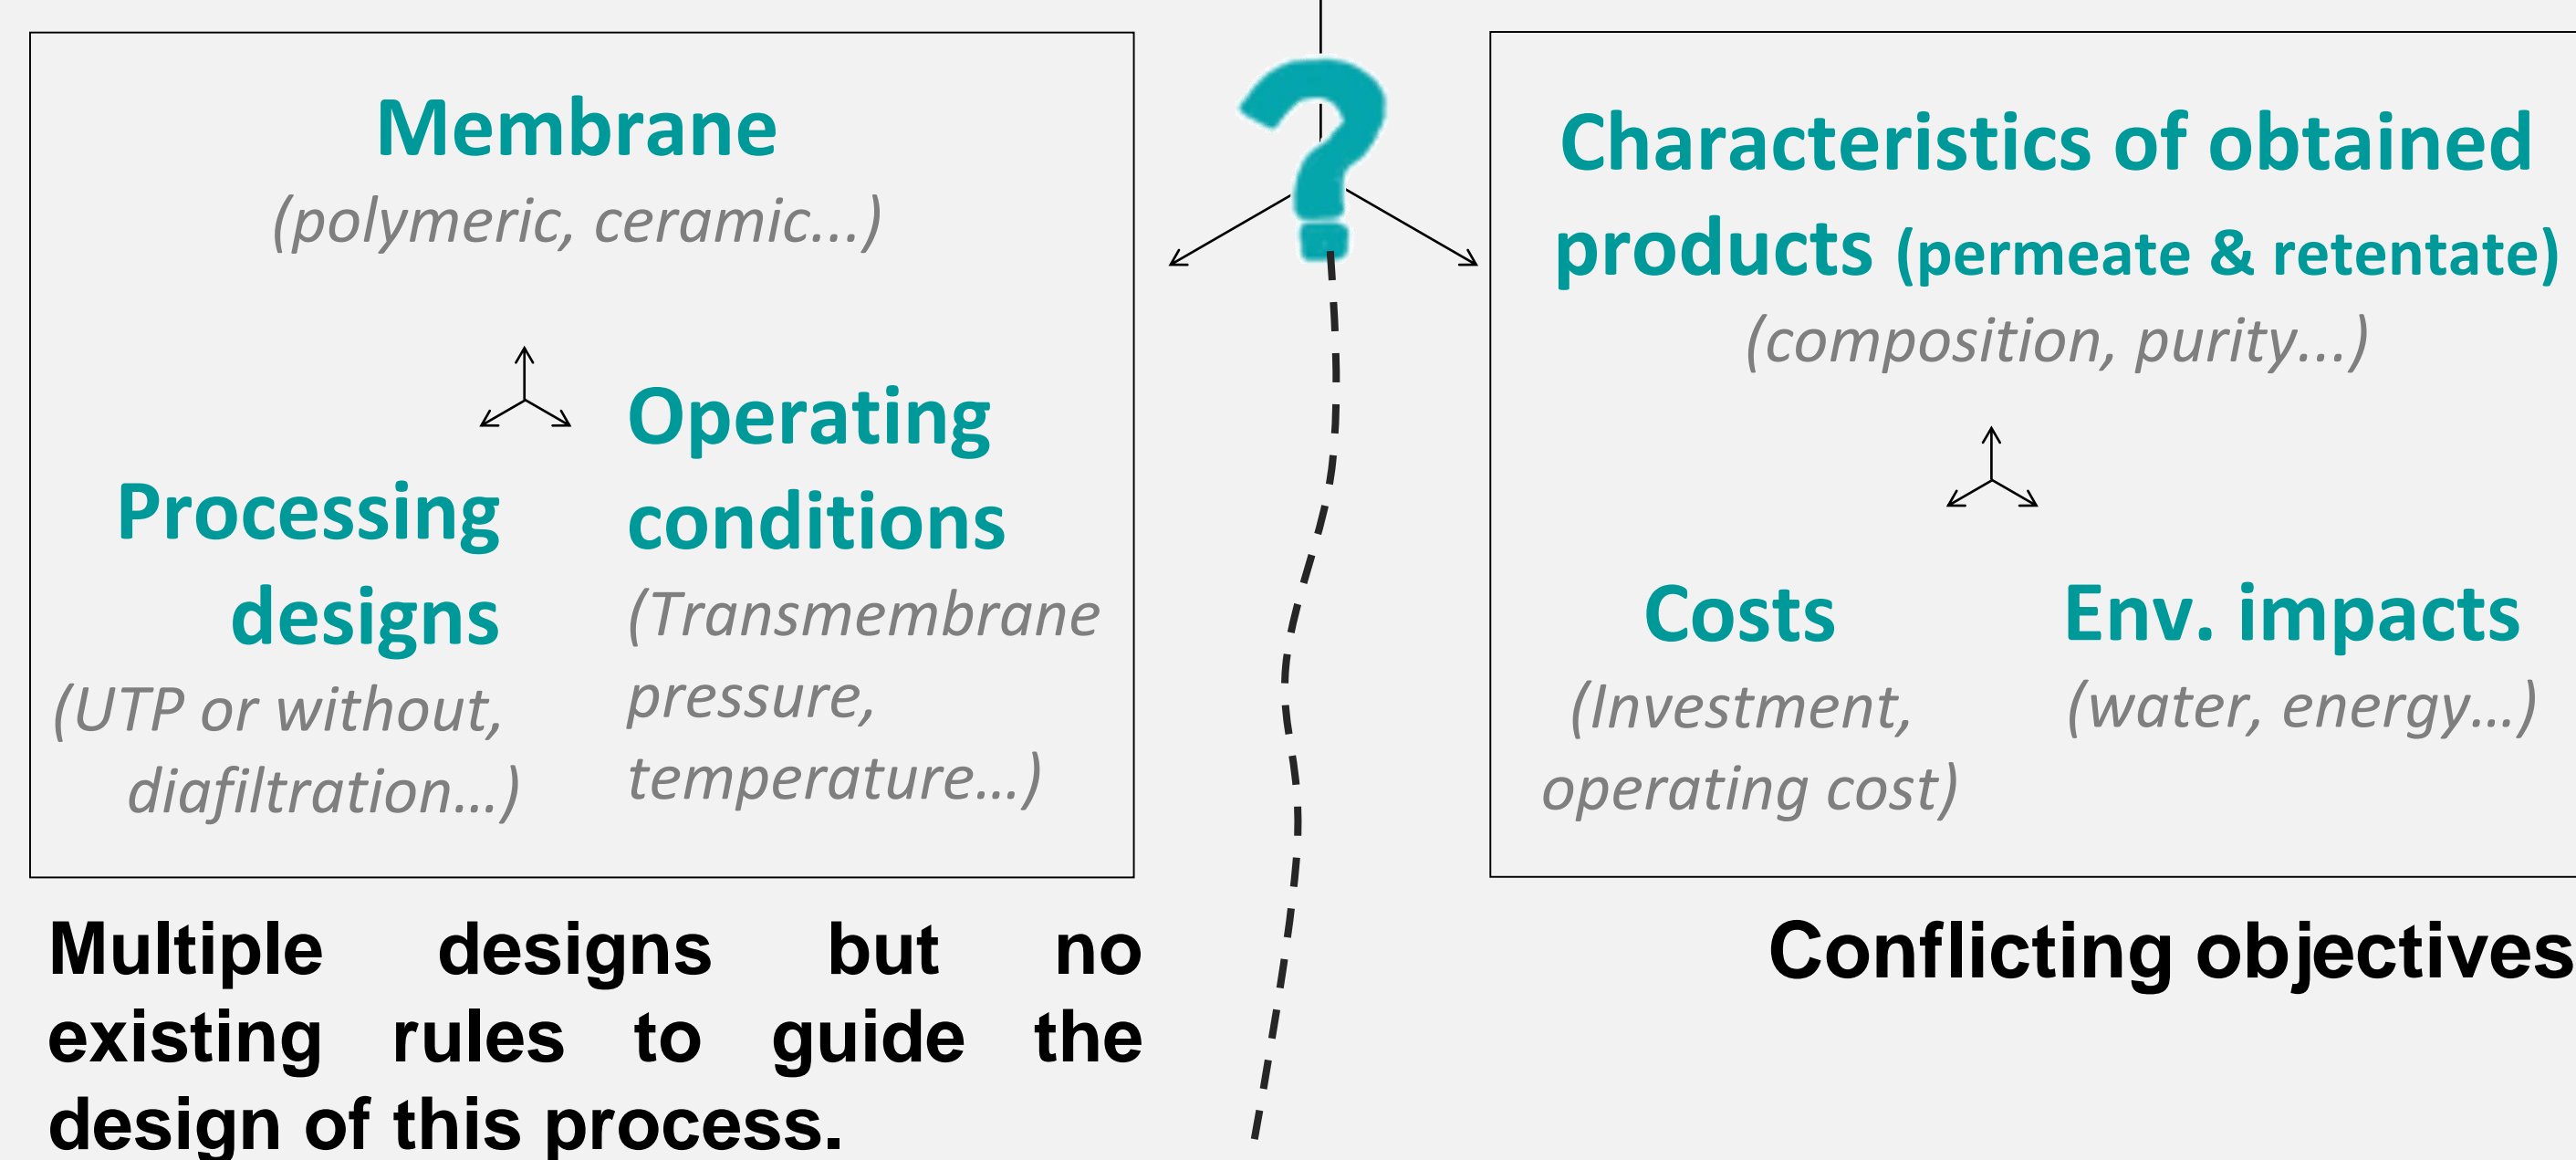 Membrane
(polymeric, ceramic...)
Processing
designs
(UTP or without,
diafiltration...)
Operating
conditions
(Transmembrane
pressure,
temperature...)
Multiple designs but no
existing rules to guide the
design of this process.
?
Characteristics of obtained
products (permeate & retentate)
(composition, purity...)
Costs
(Investment,
operating cost)
Env. impacts
(water, energy...)
Conflicting objectives